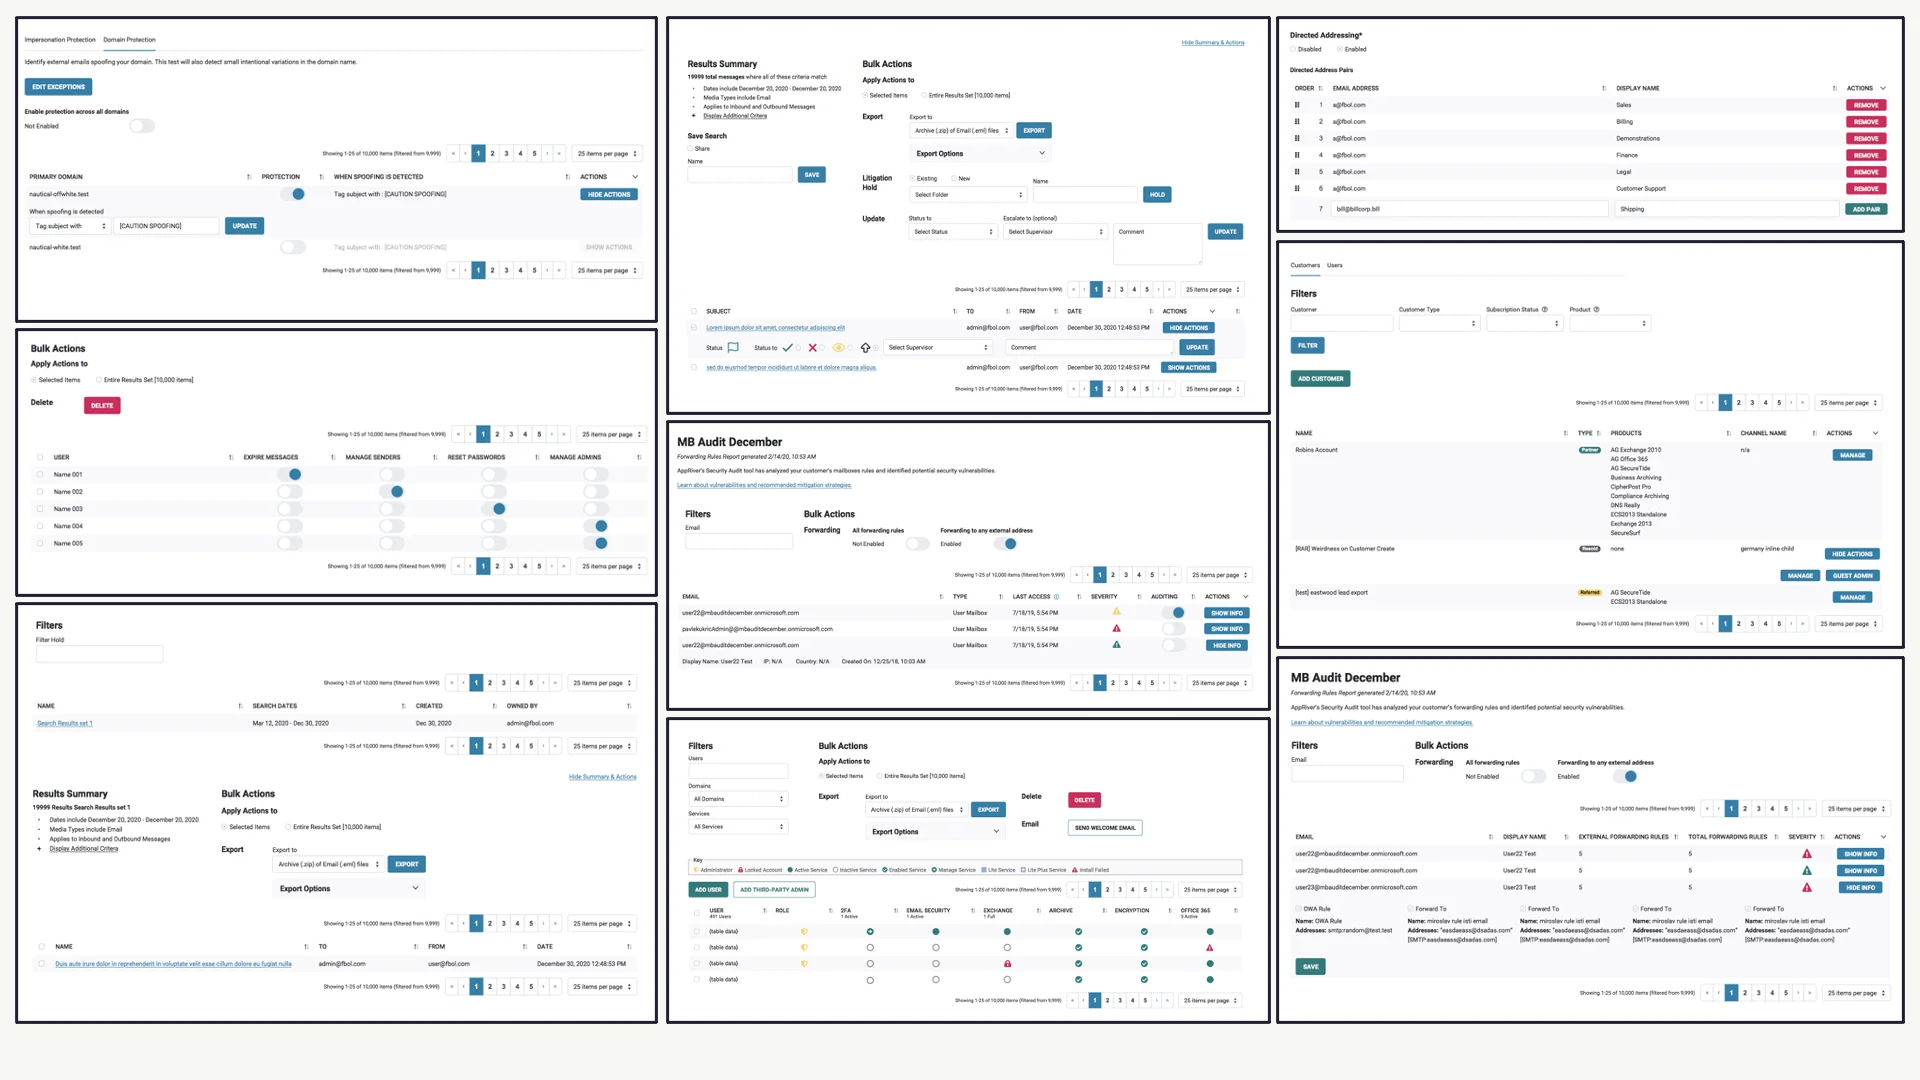 Impersonation Protection Domain Protection
Identify external emails spoofing your domain. This test will also detect small intentional variations in the domain name.
EDIT EXCEPTIONS
Enable protection across all domains
Not Enabled
Showing 1-25 of 10,000 items (filtered from 9,999) « ‹ 1 2 3 4 5 › » 25 items per page
PRIMARY DOMAIN PROTECTION WHEN SPOOFING IS DETECTED ACTIONS
nautical-offwhite.test Tag subject with : [CAUTION SPOOFING] HIDE ACTIONS
When spoofing is detected
Tag subject with [CAUTION SPOOFING] UPDATE
nautical-white.test Tag subject with : [CAUTION SPOOFING] SHOW ACTIONS
Showing 1-25 of 10,000 items (filtered from 9,999) « ‹ 1 2 3 4 5 › » 25 items per page
Bulk Actions
Apply Actions to
Selected Items Entire Results Set [10,000 items]
Delete DELETE
Showing 1-25 of 10,000 items (filtered from 9,999) « ‹ 1 2 3 4 5 › » 25 items per page
USER EXPIRE MESSAGES MANAGE SENDERS RESET PASSWORDS MANAGE ADMINS
Name 001
Name 002
Name 003
Name 004
Name 005
Showing 1-25 of 10,000 items (filtered from 9,999) « ‹ 1 2 3 4 5 › » 25 items per page
Filters
Filter Hold
Showing 1-25 of 10,000 items (filtered from 9,999) « ‹ 1 2 3 4 5 › » 25 items per page
NAME SEARCH DATES CREATED OWNED BY
Search Results set 1 Mar 12, 2020 - Dec 30, 2020 Dec 30, 2020 admin@fbol.com
Showing 1-25 of 10,000 items (filtered from 9,999) « ‹ 1 2 3 4 5 › » 25 items per page
Hide Summary & Actions
Results Summary
19999 Results Search Results set 1
• Dates include December 20, 2020 - December 20, 2020
• Media Types include Email
• Applies to Inbound and Outbound Messages
+ Display Additional Critera
Bulk Actions
Apply Actions to
Selected Items Entire Results Set [10,000 items]
Export Export to
Archive (.zip) of Email (.eml) files EXPORT
Export Options
Showing 1-25 of 10,000 items (filtered from 9,999) « ‹ 1 2 3 4 5 › » 25 items per page
NAME TO FROM DATE
Duis aute irure dolor in reprehenderit in voluptate velit esse cillum dolore eu fugiat nulla admin@fbol.com user@fbol.com December 30, 2020 12:48:53 PM
Showing 1-25 of 10,000 items (filtered from 9,999) « ‹ 1 2 3 4 5 › » 25 items per page
Hide Summary & Actions
Results Summary
19999 total messages where all of these criteria match
• Dates include December 20, 2020 - December 20, 2020
• Media Types include Email
• Applies to Inbound and Outbound Messages
+ Display Additional Critera
Save Search
Share
Name
SAVE
Bulk Actions
Apply Actions to
Selected Items Entire Results Set [10,000 items]
Export Export to
Archive (.zip) of Email (.eml) files EXPORT
Export Options
Litigation Hold Existing New Name
Select Folder HOLD
Update Status to Escalate to (optional)
Select Status Select Supervisor Comment UPDATE
Showing 1-25 of 10,000 items (filtered from 9,999) « ‹ 1 2 3 4 5 › » 25 items per page
SUBJECT TO FROM DATE ACTIONS
Lorem ipsum dolor sit amet, consectetur adipiscing elit admin@fbol.com user@fbol.com December 30, 2020 12:48:53 PM HIDE ACTIONS
Status Status to Select Supervisor Comment UPDATE
sed do eiusmod tempor incididunt ut labore et dolore magna aliqua. admin@fbol.com user@fbol.com December 30, 2020 12:48:53 PM SHOW ACTIONS
Showing 1-25 of 10,000 items (filtered from 9,999) « ‹ 1 2 3 4 5 › » 25 items per page
MB Audit December
Forwarding Rules Report generated 2/14/20, 10:53 AM
AppRiver's Security Audit tool has analyzed your customer's mailboxes rules and identified potential security vulnerabilities.
Learn about vulnerabilities and recommended mitigation strategies.
Filters
Email
Bulk Actions
Forwarding All forwarding rules Forwarding to any external address
Not Enabled Enabled
Showing 1-25 of 10,000 items (filtered from 9,999) « ‹ 1 2 3 4 5 › » 25 items per page
EMAIL TYPE LAST ACCESS SEVERITY AUDITING ACTIONS
user22@mbauditdecember.onmicrosoft.com User Mailbox 7/18/19, 5:54 PM SHOW INFO
pavlekukricAdmin@@mbauditdecember.onmicrosoft.com User Mailbox 7/18/19, 5:54 PM SHOW INFO
user22@mbauditdecember.onmicrosoft.com User Mailbox 7/18/19, 5:54 PM HIDE INFO
Display Name: User22 Test IP: N/A Country: N/A Created On: 12/25/18, 10:03 AM
Showing 1-25 of 10,000 items (filtered from 9,999) « ‹ 1 2 3 4 5 › » 25 items per page
Filters
Users
Domains
All Domains
Services
All Services
Bulk Actions
Apply Actions to
Selected Items Entire Results Set [10,000 items]
Export Export to
Archive (.zip) of Email (.eml) files EXPORT
Export Options
Delete DELETE
Email SEND WELCOME EMAIL
Key
Administrator Locked Account Active Service Inactive Service Enabled Service Manage Service Lite Service Lite Plus Service Install Failed
ADD USER ADD THIRD-PARTY ADMIN Showing 1-25 of 10,000 items (filtered from 9,999) « ‹ 1 2 3 4 5 › » 25 items per page
USER ROLE 2FA EMAIL SECURITY EXCHANGE ARCHIVE ENCRYPTION OFFICE 365
491 Users 1 Active 1 Active 1 Full 3 Active
(table data)
(table data)
(table data)
(table data)
Showing 1-25 of 10,000 items (filtered from 9,999) « ‹ 1 2 3 4 5 › » 25 items per page
Directed Addressing*
Disabled Enabled
Directed Address Pairs
ORDER EMAIL ADDRESS DISPLAY NAME ACTIONS
1 a@fbol.com Sales REMOVE
2 a@fbol.com Billing REMOVE
3 a@fbol.com Demonstrations REMOVE
4 a@fbol.com Finance REMOVE
5 a@fbol.com Legal REMOVE
6 a@fbol.com Customer Support REMOVE
7 bill@billcorp.bill Shipping ADD PAIR
Customers Users
Filters
Customer Customer Type Subscription Status Product
FILTER
ADD CUSTOMER
Showing 1-25 of 10,000 items (filtered from 9,999) « ‹ 1 2 3 4 5 › » 25 items per page
NAME TYPE PRODUCTS CHANNEL NAME ACTIONS
Robins Account Partner AG Exchange 2010 n/a MANAGE
AG Office 365
AG SecureTide
Business Archiving
CipherPost Pro
Compliance Archiving
DNS Really
ECS2013 Standalone
Exchange 2013
SecureSurf
[RAR] Weirdness on Customer Create none germany inline child HIDE ACTIONS
MANAGE GUEST ADMIN
[test] eastwood lead export Referred AG SecureTide MANAGE
ECS2013 Standalone
Showing 1-25 of 10,000 items (filtered from 9,999) « ‹ 1 2 3 4 5 › » 25 items per page
MB Audit December
Forwarding Rules Report generated 2/14/20, 10:53 AM
AppRiver's Security Audit tool has analyzed your customer's forwarding rules and identified potential security vulnerabilities.
Learn about vulnerabilities and recommended mitigation strategies.
Filters
Email
Bulk Actions
Forwarding All forwarding rules Forwarding to any external address
Not Enabled Enabled
Showing 1-25 of 10,000 items (filtered from 9,999) « ‹ 1 2 3 4 5 › » 25 items per page
EMAIL DISPLAY NAME EXTERNAL FORWARDING RULES TOTAL FORWARDING RULES SEVERITY ACTIONS
user22@mbauditdecember.onmicrosoft.com User22 Test 5 5 SHOW INFO
user22@mbauditdecember.onmicrosoft.com User22 Test 5 5 SHOW INFO
user23@mbauditdecember.onmicrosoft.com User23 Test 5 5 HIDE INFO
OWA Rule Forward To Forward To Forward To Forward To
Name: OWA Rule Name: miroslav rule isti email Name: miroslav rule isti email Name: miroslav rule isti email Name: miroslav rule isti email
Addresses: smtp:random@test.test Addresses: "easdaeass@dsadas.com" Addresses: "easdaeass@dsadas.com" Addresses: "easdaeass@dsadas.com" Addresses: "easdaeass@dsadas.com"
[SMTP:easdaeass@dsadas.com] [SMTP:easdaeass@dsadas.com] [SMTP:easdaeass@dsadas.com] [SMTP:easdaeass@dsadas.com]
SAVE
Showing 1-25 of 10,000 items (filtered from 9,999) « ‹ 1 2 3 4 5 › » 25 items per page